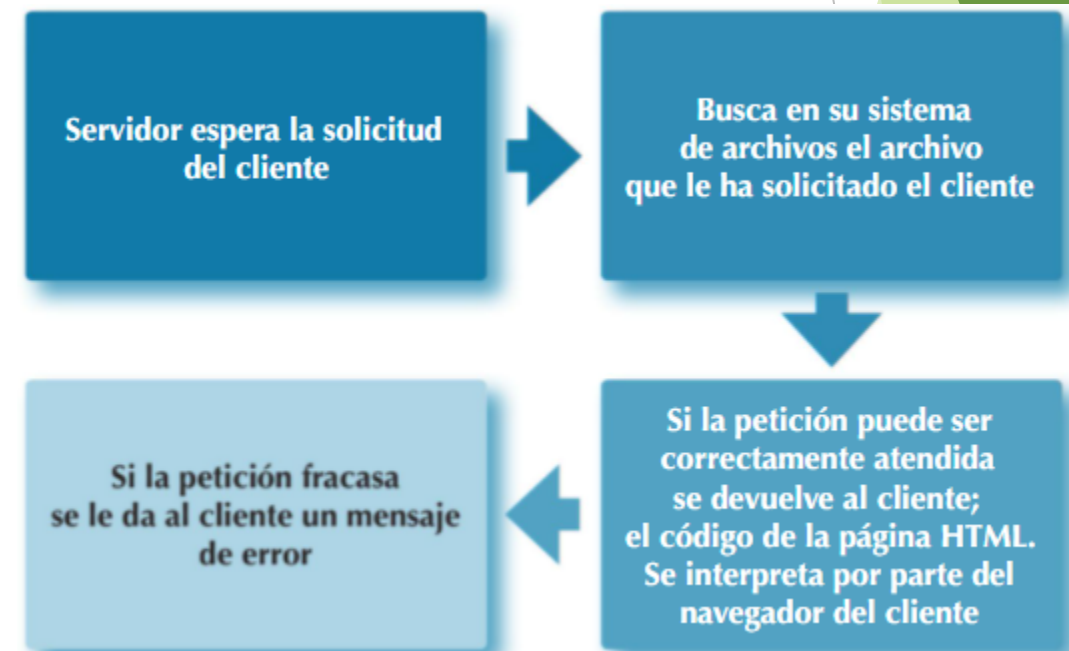 Servidor espera la solicitud
del cliente
Busca en su sistema
de archivos el archivo
que le ha solicitado el cliente
Si la petición puede ser
correctamente atendida
se devuelve al cliente;
el código de la página HTML.
Se interpreta por parte del
navegador del cliente
Si la petición fracasa
se le da al cliente un mensaje
de error